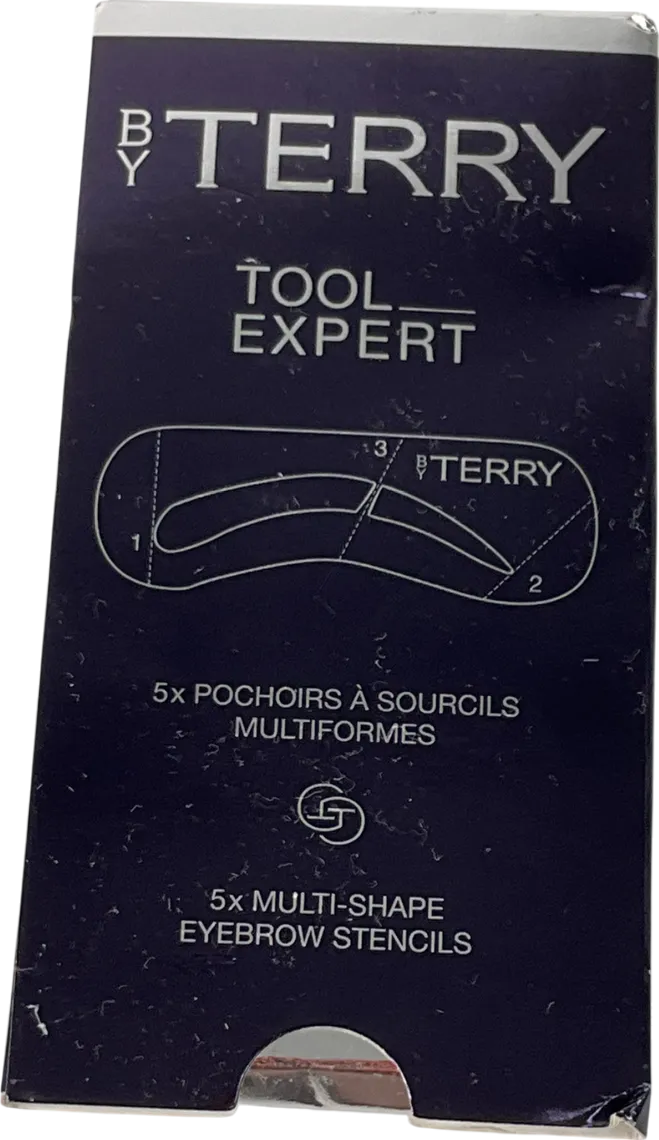 BY TERRY
TOOL
EXPERT
3
BY TERRY
1
2
5x POCHOIRS À SOURCILS
MULTIFORMES
5x MULTI-SHAPE
EYEBROW STENCILS